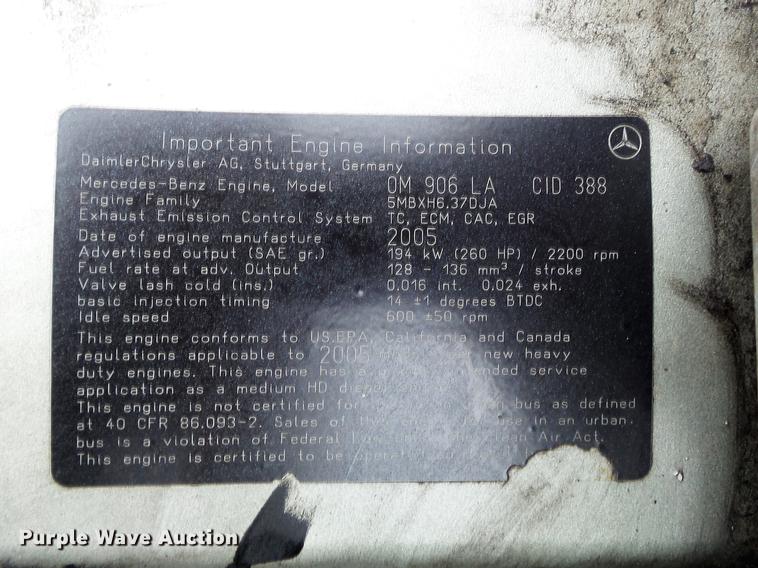 Important Engine Information
DaimlerChrysler AG, Stuttgart, Germany
Mercedes-Benz Engine, Model OM 906 LA CID 388
Engine Family 5MBXH6.37DJA
Exhaust Emission Control System TC, ECM, CAC, EGR
Date of engine manufacture 2005
Advertised output (SAE gr.) 194 kW (260 HP) / 2200 rpm
Fuel rate at adv. Output 128 - 136 mm³ / stroke
Valve lash cold (ins.) 0.016 int. 0.024 exh.
basic injection timing 14 ±1 degrees BTDC
Idle speed 600 ±50 rpm
This engine conforms to US.EPA, California and Canada
regulations applicable to 2005 new heavy
duty engines. This engine has a service
application as a medium HD
This engine is not certified for bus as defined
at 40 CFR 86.093-2. Sales of use in an urban.
bus is a violation of Federal Clean Air Act.
This engine is certified to be
Purple Wave Auction